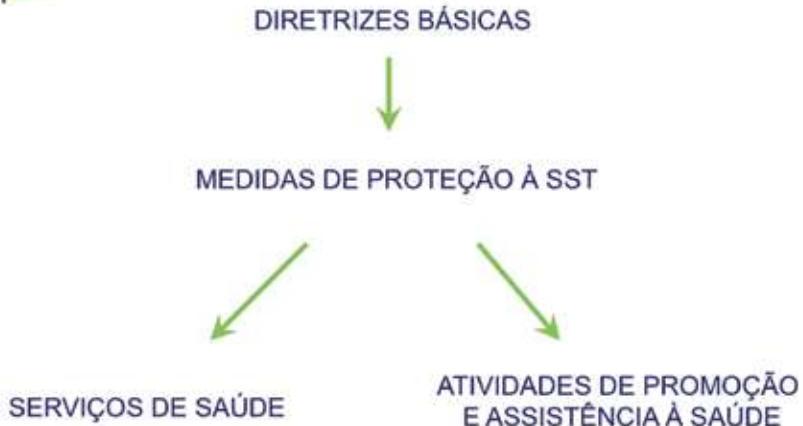 DIRETRIZES BÁSICAS
MEDIDAS DE PROTEÇÃO À SST
SERVIÇOS DE SAÚDE
ATIVIDADES DE PROMOÇÃO
E ASSISTÊNCIA À SAÚDE